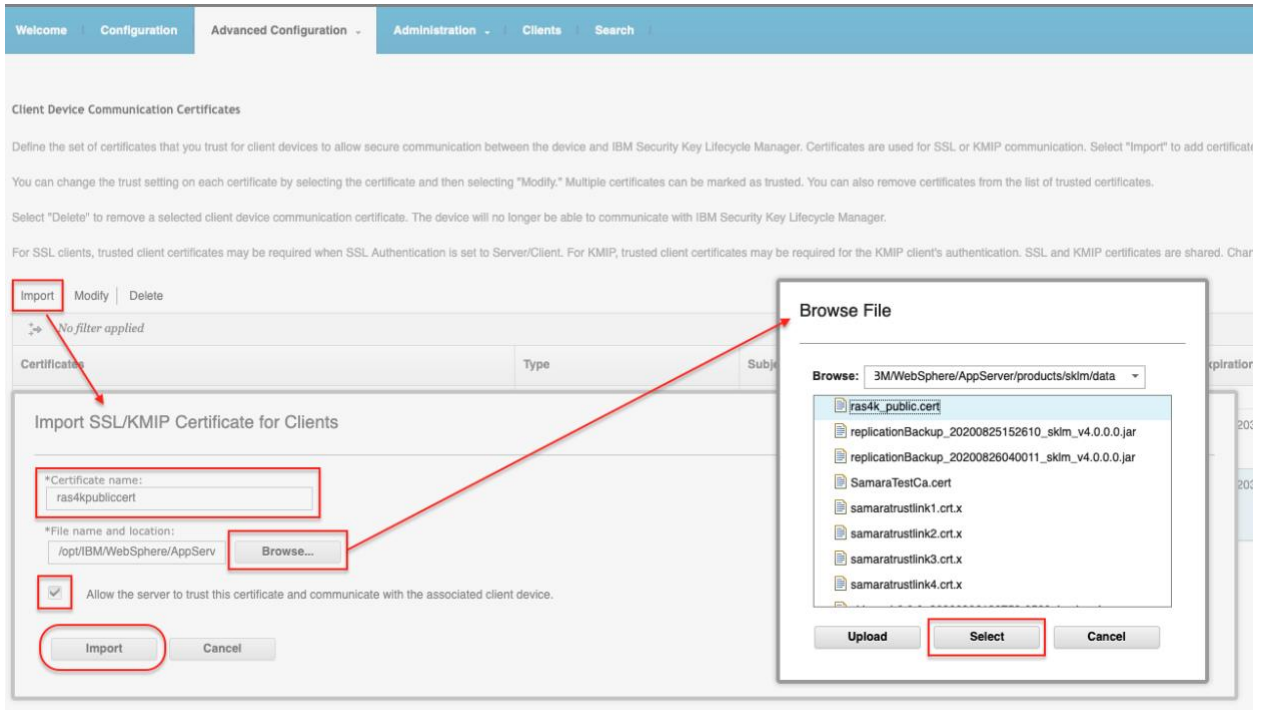 Welcome Configuration Advanced Configuration Administration Clients Search
Client Device Communication Certificates
Define the set of certificates that you trust for client devices to allow secure communication between the device and IBM Security Key Lifecycle Manager. Certificates are used for SSL or KMIP communication. Select "Import" to add certificate
You can change the trust setting on each certificate by selecting the certificate and then selecting "Modify." Multiple certificates can be marked as trusted. You can also remove certificates from the list of trusted certificates.
Select "Delete" to remove a selected client device communication certificate. The device will no longer be able to communicate with IBM Security Key Lifecycle Manager.
For SSL clients, trusted client certificates may be required when SSL Authentication is set to Server/Client. For KMIP, trusted client certificates may be required for the KMIP client's authentication. SSL and KMIP certificates are shared. Chan
Import Modify Delete
No filter applied
Certificates Type Subje xpiration
203
203
Import SSL/KMIP Certificate for Clients
*Certificate name:
ras4kpubliccert
*File name and location:
/opt/IBM/WebSphere/AppServ Browse...
Allow the server to trust this certificate and communicate with the associated client device.
Import Cancel
Browse File
Browse: 3M/WebSphere/AppServer/products/sklm/data
ras4k_public.cert
replicationBackup_20200825152610_sklm_v4.0.0.0.jar
replicationBackup_20200826040011_sklm_v4.0.0.0.jar
SamaraTestCa.cert
samaratrustlink1.crt.x
samaratrustlink2.crt.x
samaratrustlink3.crt.x
samaratrustlink4.crt.x
Upload Select Cancel